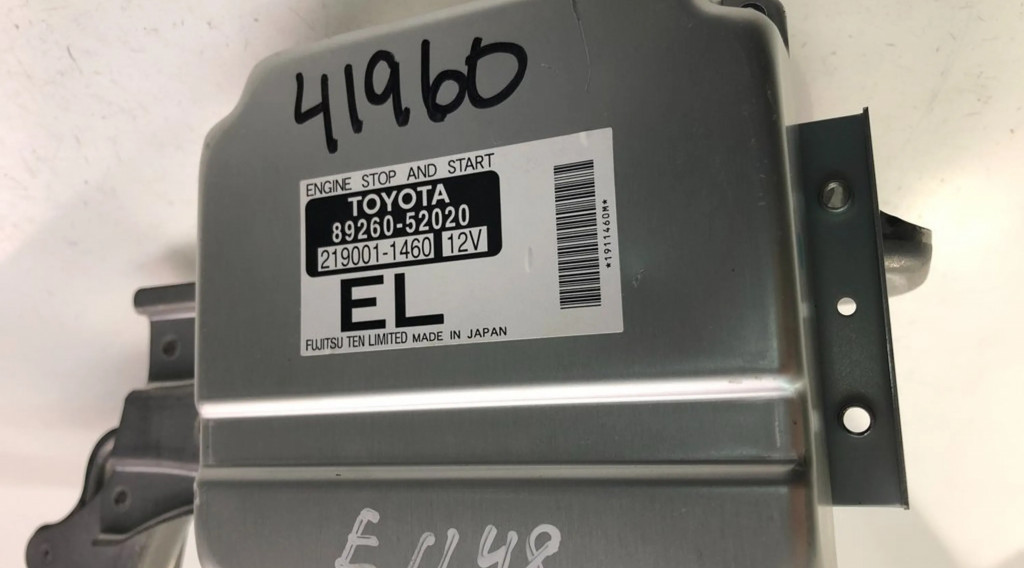 41960
ENGINE STOP AND START
TOYOTA
89260-52020
219001-1460 12V
EL
FUJITSU TEN LIMITED MADE IN JAPAN
*1911460M*
E1148